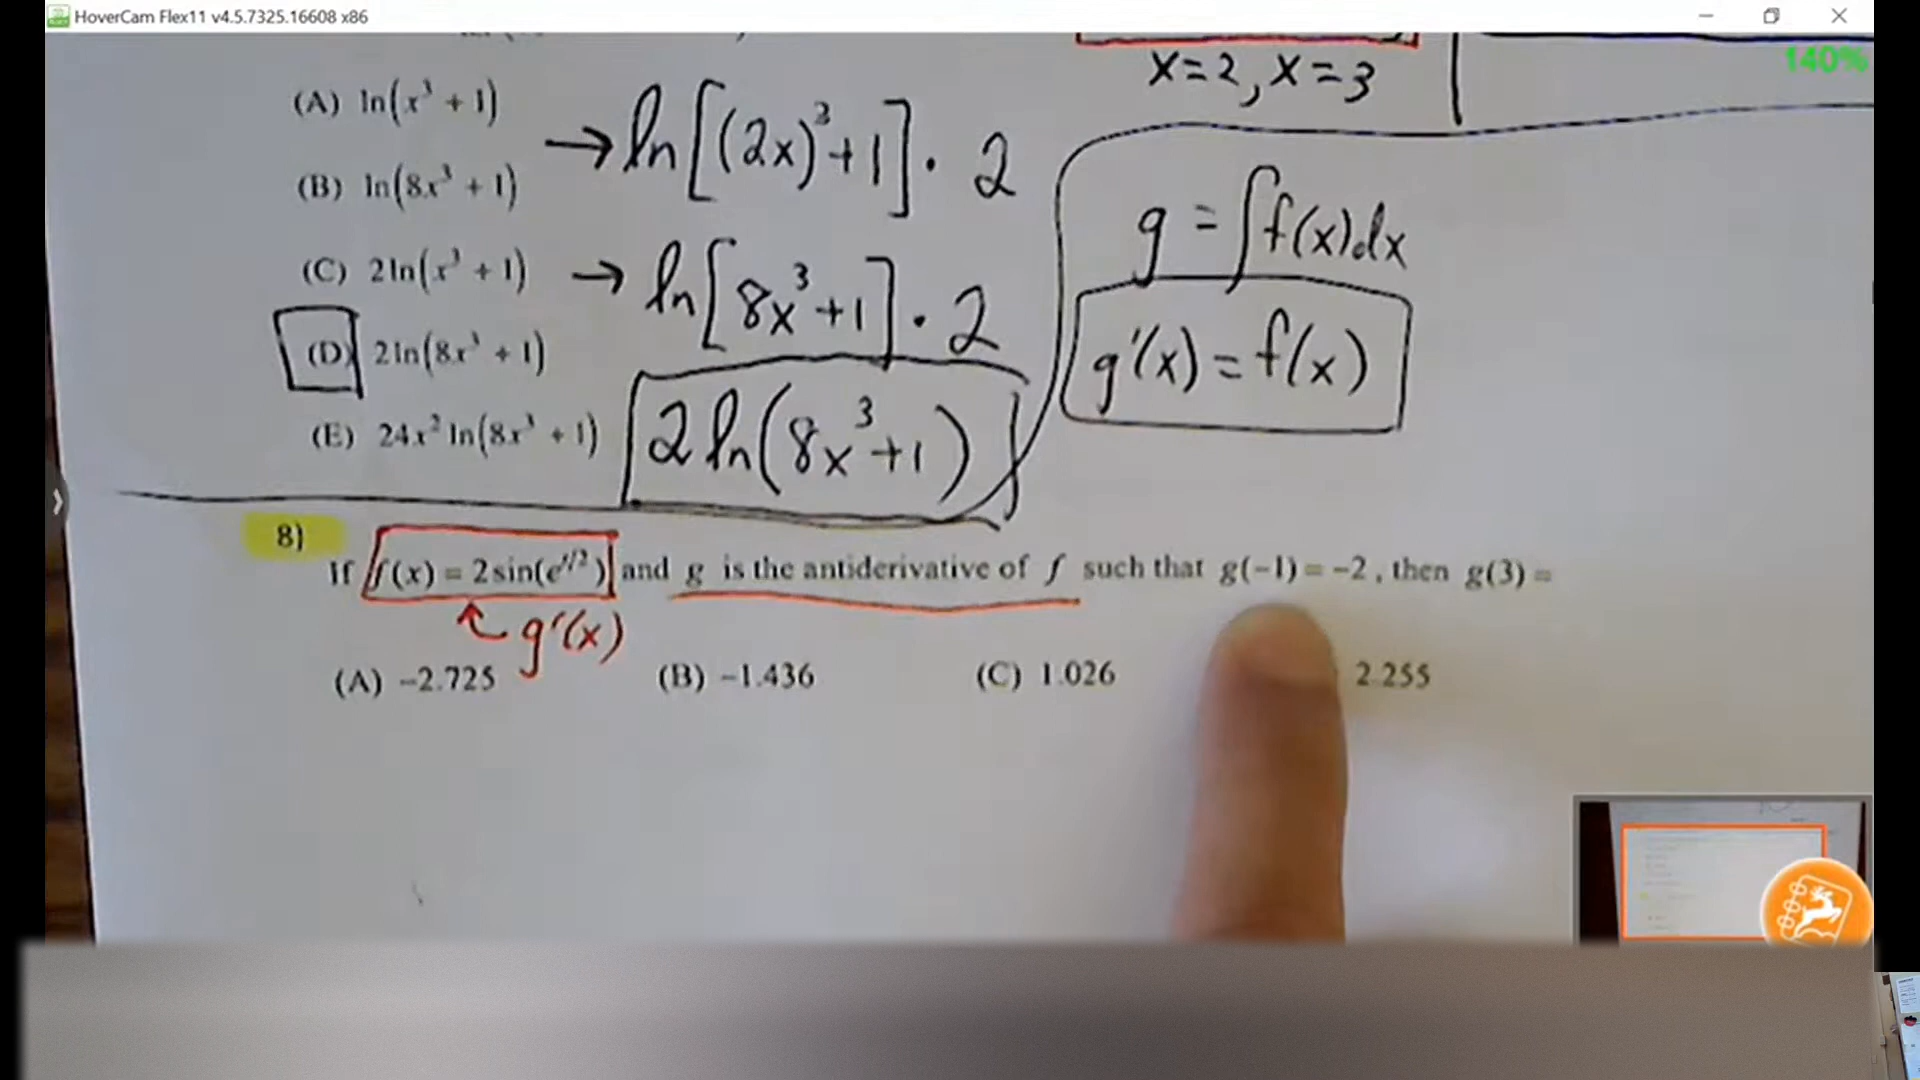 HoverCam Flex11 v4.5.7325.16608 x86
140%
x=2, x=3
(A) ln(x³ + 1)
→ ln[(2x)³+1] · 2
(B) ln(8x³ + 1)
g = ∫f(x)dx
(C) 2ln(x³ + 1)
→ ln[8x³+1] · 2
(D) 2ln(8x³ + 1)
g'(x) = f(x)
(E) 24x² ln(8x³ + 1)
2ln(8x³+1)
8)
If f(x) = 2sin(e^{x/2}) and g is the antiderivative of f such that g(-1) = -2, then g(3) =
g'(x)
(A) -2.725 (B) -1.436 (C) 1.026 2.255